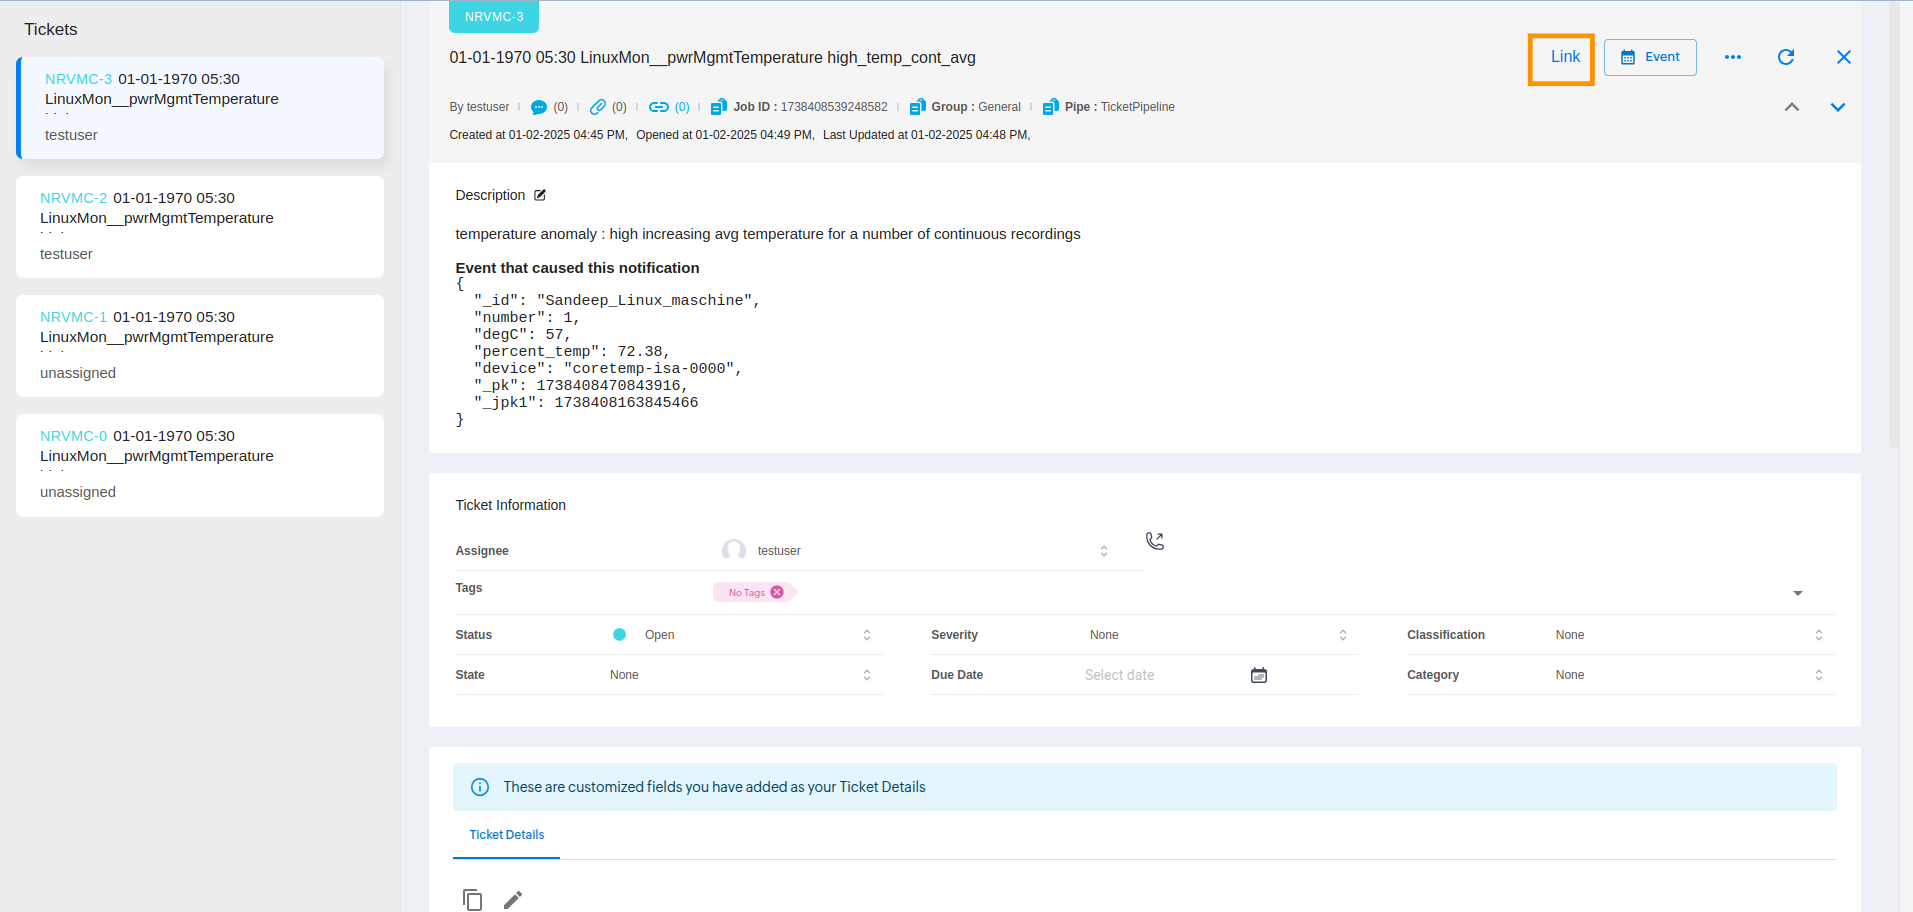 Tickets
NRVMC-3 01-01-1970 05:30
LinuxMon__pwrMgmtTemperature
testuser
NRVMC-2 01-01-1970 05:30
LinuxMon__pwrMgmtTemperature
testuser
NRVMC-1 01-01-1970 05:30
LinuxMon__pwrMgmtTemperature
unassigned
NRVMC-0 01-01-1970 05:30
LinuxMon__pwrMgmtTemperature
unassigned
NRVMC-3
01-01-1970 05:30 LinuxMon__pwrMgmtTemperature high_temp_cont_avg
Link
Event
By testuser (0) (0) (0) Job ID : 1738408539248582 Group : General Pipe : TicketPipeline
Created at 01-02-2025 04:45 PM, Opened at 01-02-2025 04:49 PM, Last Updated at 01-02-2025 04:48 PM,
Description
temperature anomaly : high increasing avg temperature for a number of continuous recordings
Event that caused this notification
{
"_id": "Sandeep_Linux_maschine",
"number": 1,
"degC": 57,
"percent_temp": 72.38,
"device": "coretemp-isa-0000",
"_pk": 1738408470843916,
"_jpk1": 1738408163845466
}
Ticket Information
Assignee testuser
Tags No Tags
Status Open Severity None Classification None
State None Due Date Select date Category None
These are customized fields you have added as your Ticket Details
Ticket Details